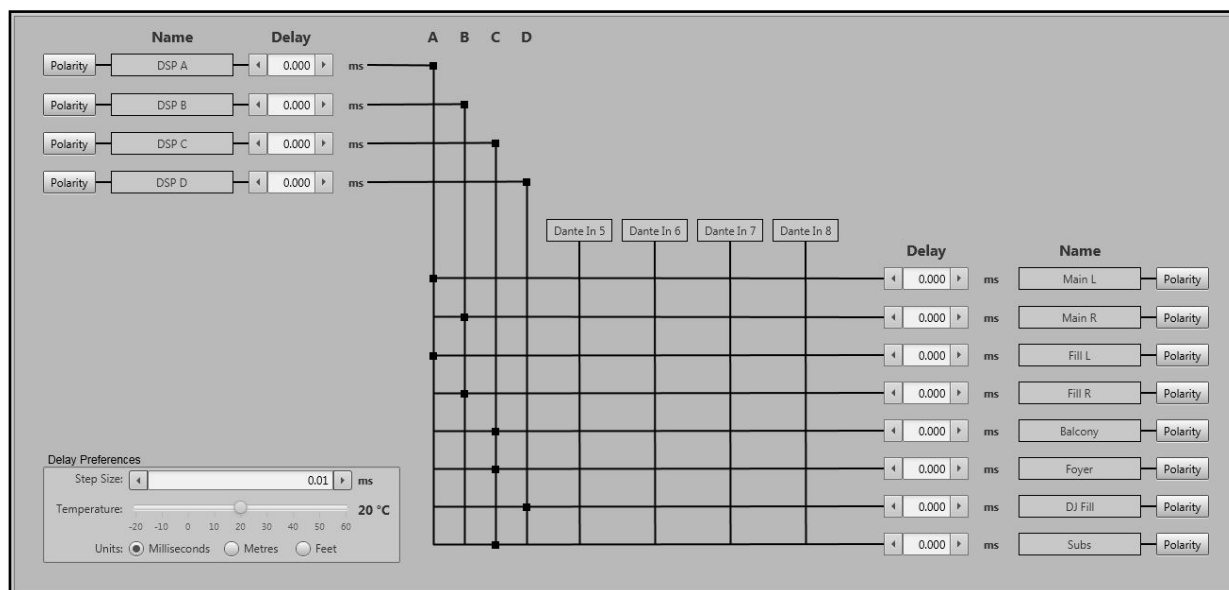 Name Delay A B C D
Polarity DSP A 0.000 ms
Polarity DSP B 0.000 ms
Polarity DSP C 0.000 ms
Polarity DSP D 0.000 ms
Dante In 5 Dante In 6 Dante In 7 Dante In 8
Delay Name
0.000 ms Main L Polarity
0.000 ms Main R Polarity
0.000 ms Fill L Polarity
0.000 ms Fill R Polarity
0.000 ms Balcony Polarity
0.000 ms Foyer Polarity
0.000 ms DJ Fill Polarity
0.000 ms Subs Polarity
Delay Preferences
Step Size: 0.01 ms
Temperature: 20 °C
-20 -10 0 10 20 30 40 50 60
Units: Milliseconds Metres Feet